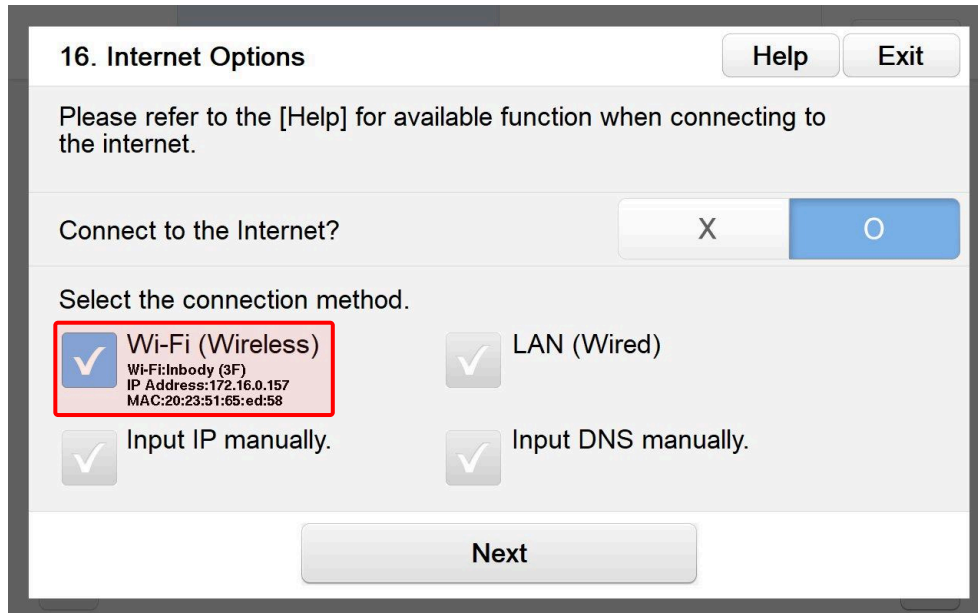 16. Internet Options
Help
Exit
Please refer to the [Help] for available function when connecting to
the internet.
Connect to the Internet?
X
O
Select the connection method.
Wi-Fi (Wireless)
Wi-Fi:Inbody (3F)
IP Address:172.16.0.157
MAC:20:23:51:65:ed:58
LAN (Wired)
Input IP manually.
Input DNS manually.
Next